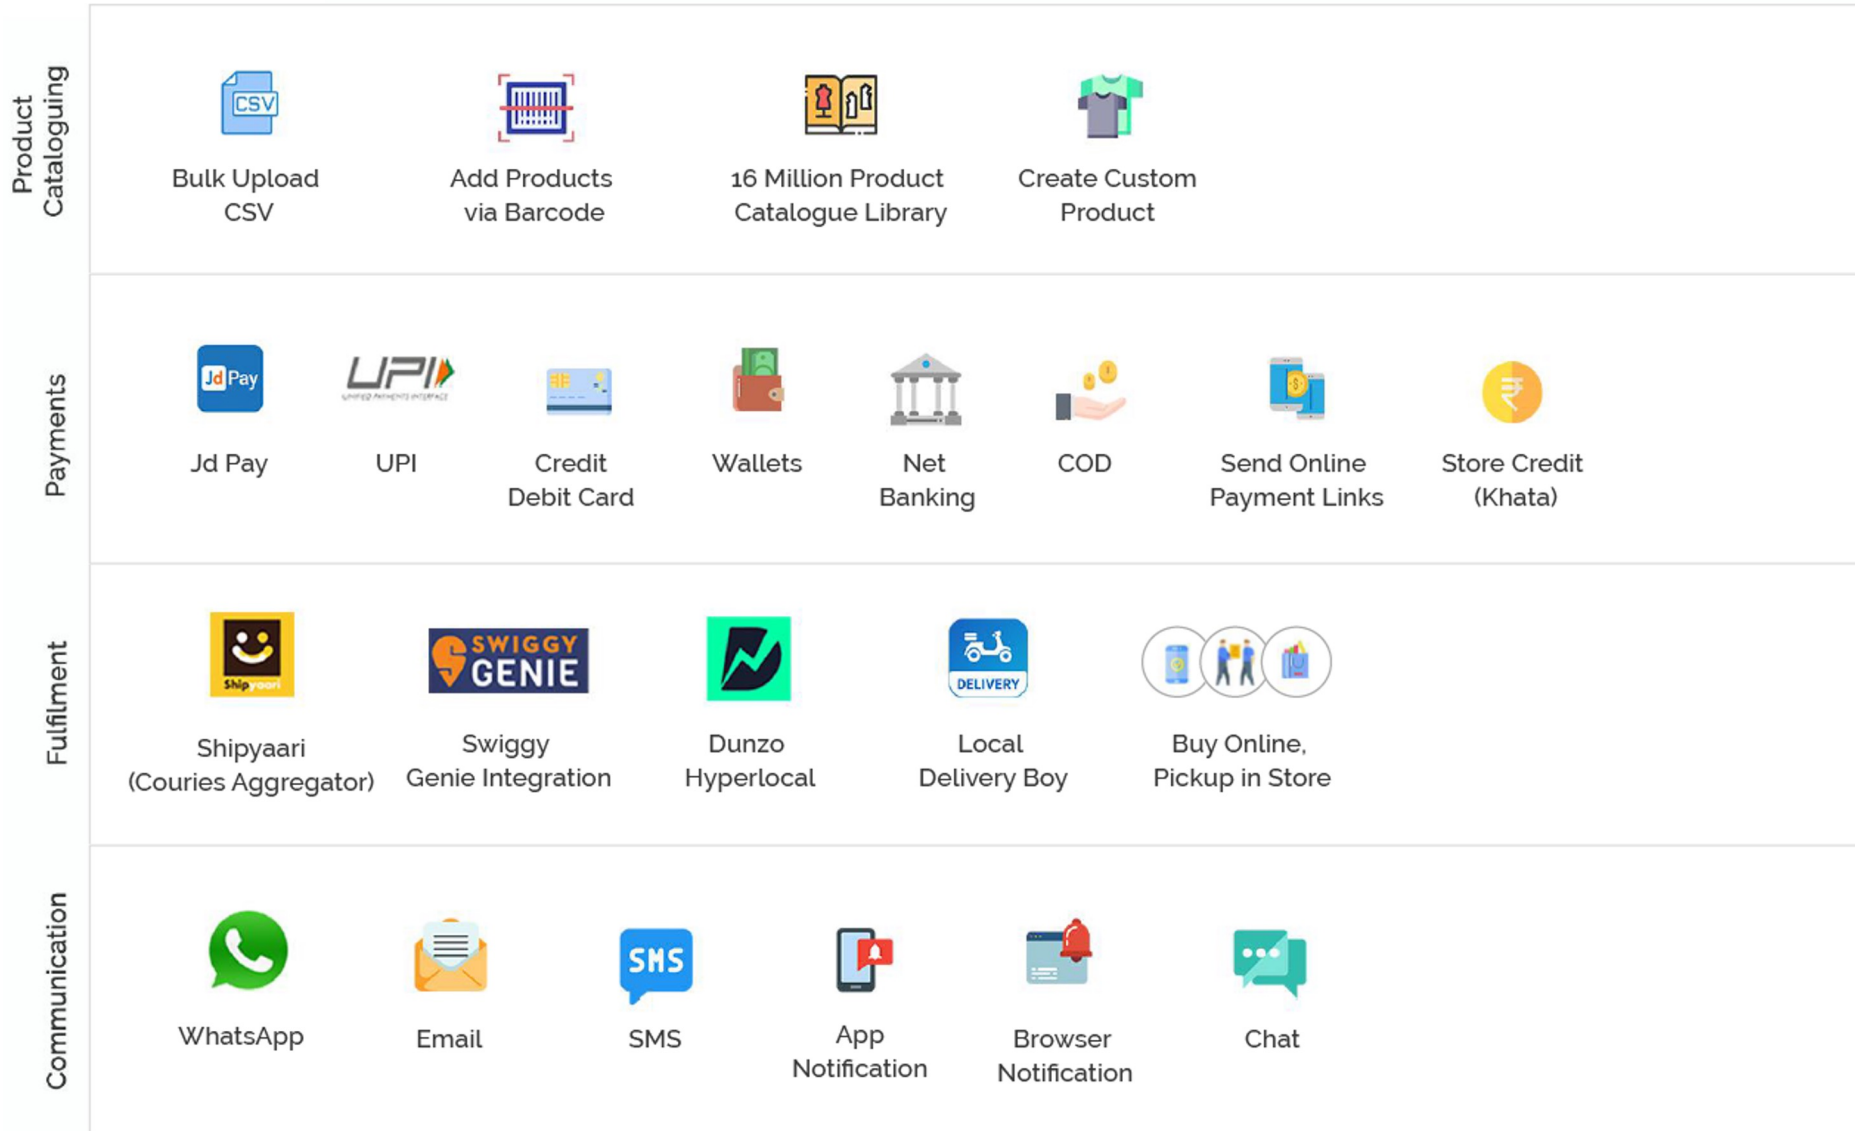 Product
Cataloguing
CSV
Bulk Upload
CSV
Add Products
via Barcode
16 Million Product
Catalogue Library
Create Custom
Product
Payments
Jd Pay
Jd Pay
UPI
UNIFIED PAYMENTS INTERFACE
UPI
Credit
Debit Card
Wallets
Net
Banking
COD
Send Online
Payment Links
Store Credit
(Khata)
Fulfilment
Shipyaari
Shipyaari
(Couries Aggregator)
SWIGGY
GENIE
Swiggy
Genie Integration
Dunzo
Hyperlocal
DELIVERY
Local
Delivery Boy
Buy Online,
Pickup in Store
Communication
WhatsApp
Email
SMS
SMS
App
Notification
Browser
Notification
Chat